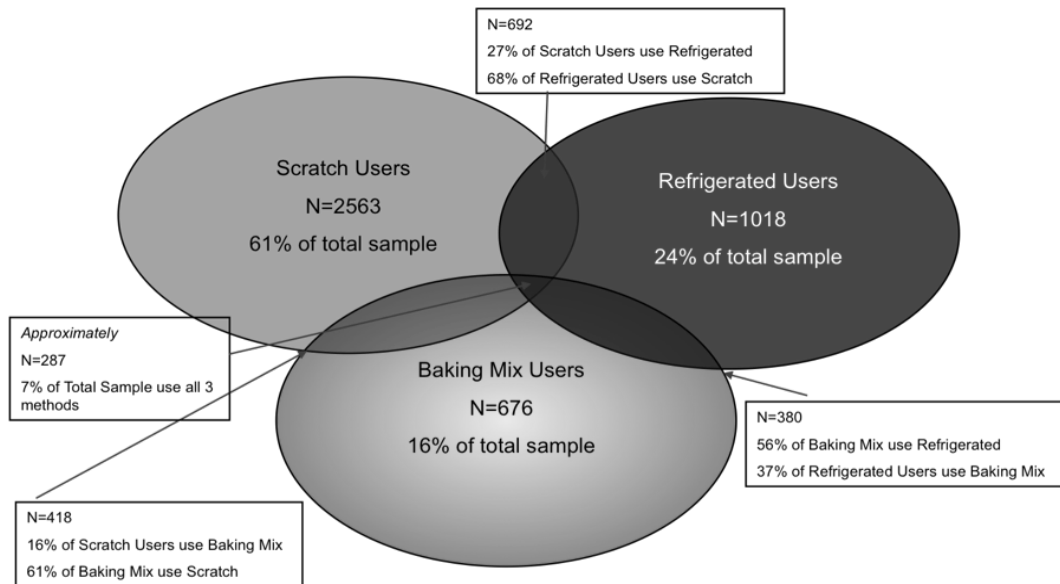 N=692
27% of Scratch Users use Refrigerated
68% of Refrigerated Users use Scratch
Scratch Users
N=2563
61% of total sample
Refrigerated Users
N=1018
24% of total sample
Approximately
N=287
7% of Total Sample use all 3
methods
Baking Mix Users
N=676
16% of total sample
N=380
56% of Baking Mix use Refrigerated
37% of Refrigerated Users use Baking Mix
N=418
16% of Scratch Users use Baking Mix
61% of Baking Mix use Scratch